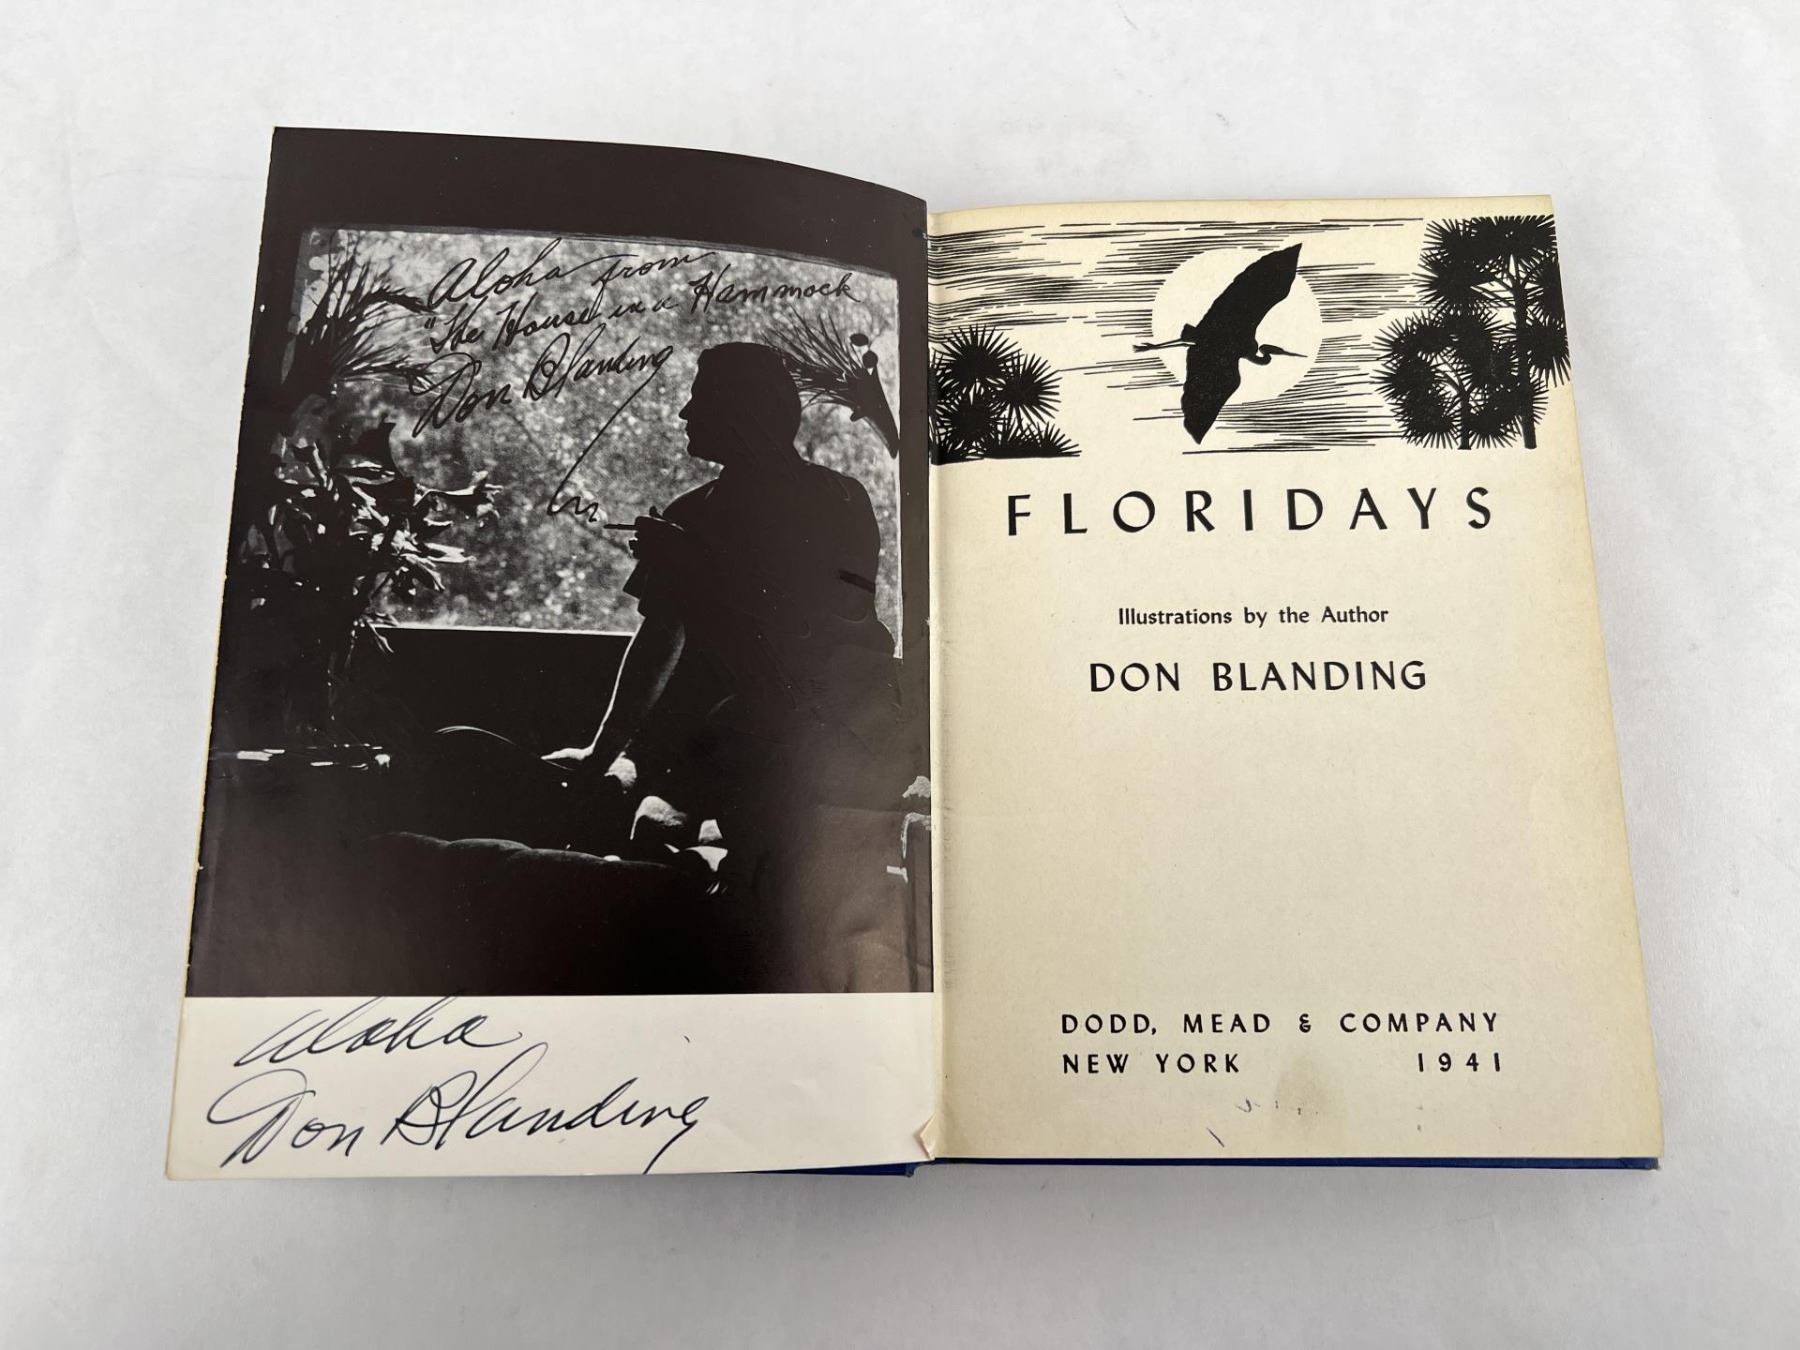 Aloha from
"The House in a Hammock
Don Blanding
Aloha
Don Blanding
FLORIDAYS
Illustrations by the Author
DON BLANDING
DODD, MEAD & COMPANY
NEW YORK 1941